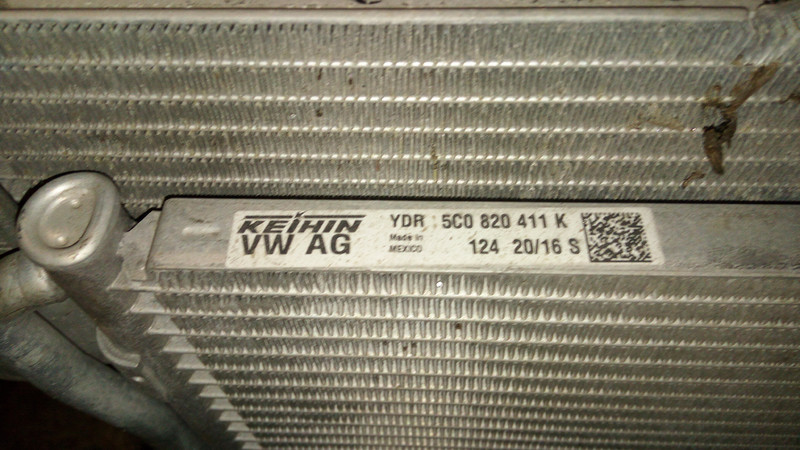 KEIHIN YDR 5C0 820 411 K
VW AG Made in MEXICO 124 20/16 S